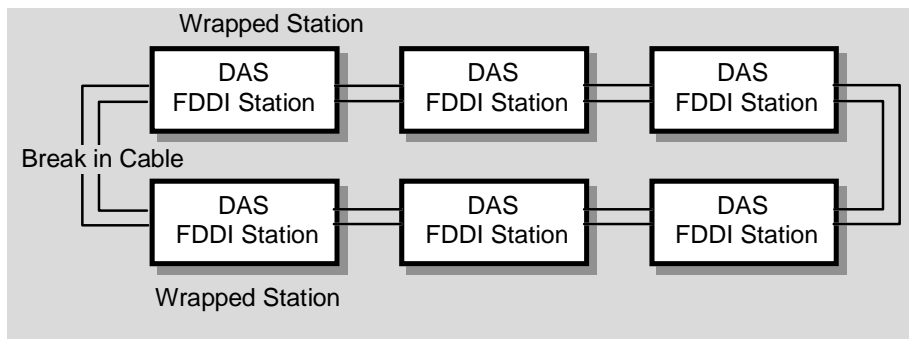 Wrapped Station
DAS
FDDI Station
DAS
FDDI Station
DAS
FDDI Station
Break in Cable
DAS
FDDI Station
DAS
FDDI Station
DAS
FDDI Station
Wrapped Station